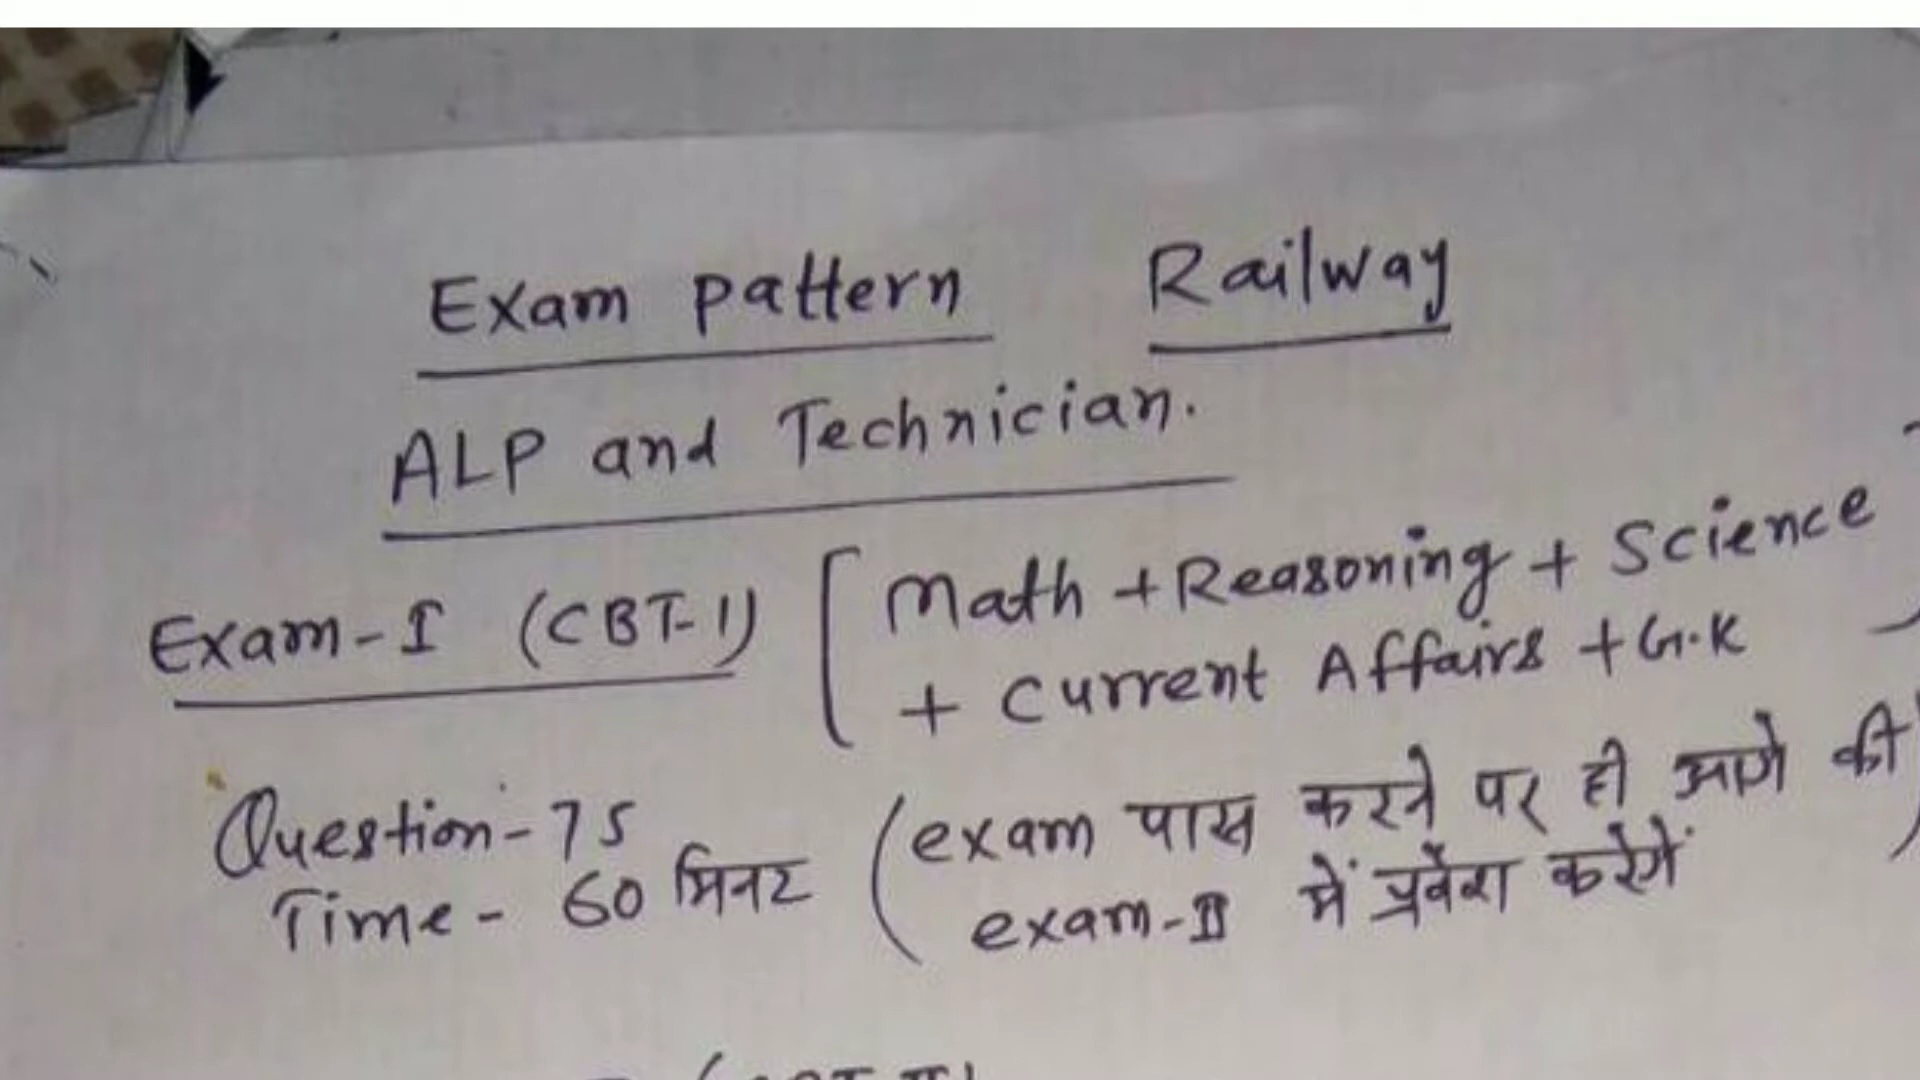 Exam pattern Railway
ALP and Technician.
Exam-I (CBT-1) [Math + Reasoning + Science
+ Current Affairs + G.K
Question-75
Time - 60 मिनट
(exam पास करने पर ही आगे की
exam-II में प्रवेश करेगें)